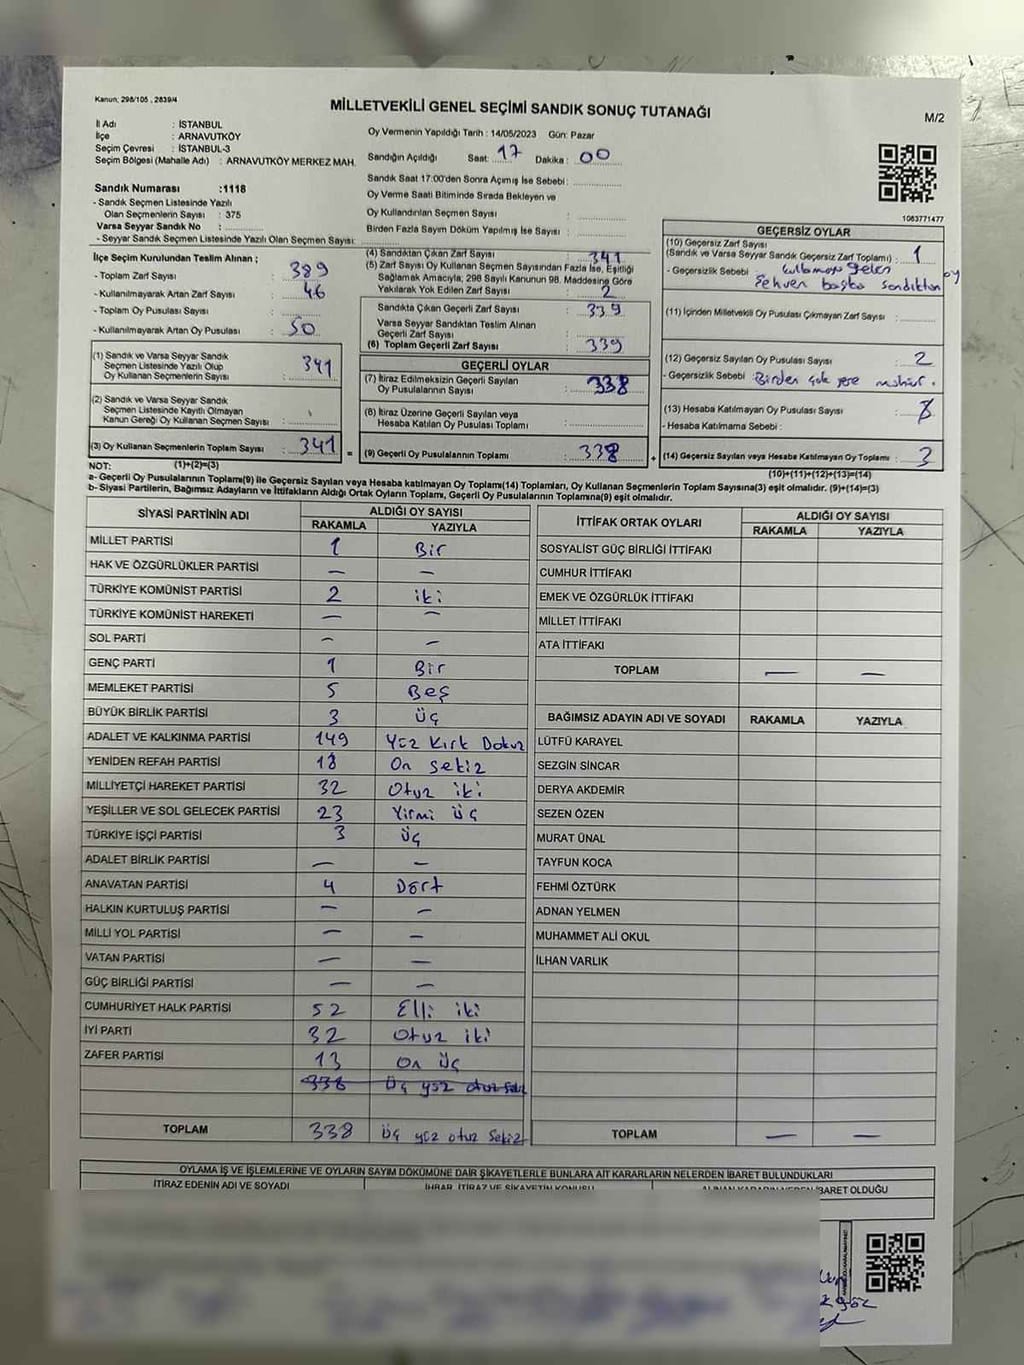 Kanun: 298/105 , 2839/4
MİLLETVEKİLİ GENEL SEÇİMİ SANDIK SONUÇ TUTANAĞI
M/2
İl Adı : İSTANBUL
İlçe : ARNAVUTKÖY
Seçim Çevresi : İSTANBUL-3
Seçim Bölgesi (Mahalle Adı) : ARNAVUTKÖY MERKEZ MAH.
Oy Vermenin Yapıldığı Tarih : 14/05/2023 Gün: Pazar
Sandığın Açıldığı Saat: 17 Dakika : 00
Sandık Saat 17:00'den Sonra Açımış İse Sebebi :
Oy Verme Saati Bitiminde Sırada Bekleyen ve
Oy Kullandırılan Seçmen Sayısı :
Birden Fazla Sayım Döküm Yapılmış İse Sayısı :
1083771477
Sandık Numarası :1118
- Sandık Seçmen Listesinde Yazılı
Olan Seçmenlerin Sayısı : 375
Varsa Seyyar Sandık No :
- Seyyar Sandık Seçmen Listesinde Yazılı Olan Seçmen Sayısı:
İlçe Seçim Kurulundan Teslim Alınan ;
- Toplam Zarf Sayısı : 389
- Kullanılmayarak Artan Zarf Sayısı : 46
- Toplam Oy Pusulası :
- Kullanılmayarak Artan Oy Pusulası : 50
(1) Sandık ve Varsa Seyyar Sandık
Seçmen Listesinde Yazılı Olup
Oy Kullanan Seçmenlerin Sayısı : 341
(2) Sandık ve Varsa Seyyar Sandık
Seçmen Listesinde Kayıtlı Olmayan
Kanun Gereği Oy Kullanan Seçmen Sayısı :
(3) Oy Kullanan Seçmenlerin Toplam Sayısı : 341
(4) Sandıktan Çıkan Zarf Sayısı : 341
(5) Zarf Sayısı Oy Kullanan Seçmen Sayısından Fazla İse, Eşitliği
Sağlamak Amacıyla, 298 Sayılı Kanunun 98. Maddesine Göre
Yakılarak Yok Edilen Zarf Sayısı : 2
Sandıkta Çıkan Geçerli Zarf Sayısı : 339
Varsa Seyyar Sandıktan Teslim Alınan
Geçerli Zarf Sayısı :
(6) Toplam Geçerli Zarf Sayısı : 339
GEÇERLİ OYLAR
(7) İtiraz Edilmeksizin Geçerli Sayılan
Oy Pusulalarının Sayısı : 338
(8) İtiraz Üzerine Geçerli Sayılan veya
Hesaba Katılan Oy Pusulası Toplamı :
= (9) Geçerli Oy Pusulalarının Toplamı : 338
GEÇERSİZ OYLAR
(10) Geçersiz Zarf Sayısı
(Sandık ve Varsa Seyyar Sandık Geçersiz Zarf Toplamı) : 1
- Geçersizlik Sebebi : gelen oy
Sehven başka sandıktan
(11) İçinden Milletvekili Oy Pusulası Çıkmayan Zarf Sayısı :
(12) Geçersiz Sayılan Oy Pusulası Sayısı : 2
- Geçersizlik Sebebi Birden çok yere mühür.
(13) Hesaba Katılmayan Oy Pusulası Sayısı :
- Hesaba Katılmama Sebebi :
+ (14) Geçersiz Sayılan veya Hesaba Katılmayan Oy Toplamı : 3
NOT: (1)+(2)=(3) (10)+(11)+(12)+(13)=(14)
a- Geçerli Oy Pusulalarının Toplamı(9) İle Geçersiz Sayılan veya Hesaba katılmayan Oy Toplamı(14) Toplamları, Oy Kullanan Seçmenlerin Toplam Sayısına(3) eşit olmalıdır. (9)+(14)=(3)
b- Siyasi Partilerin, Bağımsız Adayların ve İttifakların Aldığı Ortak Oyların Toplamı, Geçerli Oy Pusulalarının Toplamına(9) eşit olmalıdır.
SİYASİ PARTİNİN ADI ALDIĞI OY SAYISI
RAKAMLA YAZIYLA
MİLLET PARTİSİ 1 Bir
HAK VE ÖZGÜRLÜKLER PARTİSİ — —
TÜRKİYE KOMÜNİST PARTİSİ 2 iki
TÜRKİYE KOMÜNİST HAREKETİ — —
SOL PARTİ — —
GENÇ PARTİ 1 Bir
MEMLEKET PARTİSİ 5 Beş
BÜYÜK BİRLİK PARTİSİ 3 üç
ADALET VE KALKINMA PARTİSİ 149 Yüz Kırk Dokuz
YENİDEN REFAH PARTİSİ 18 On sekiz
MİLLİYETÇİ HAREKET PARTİSİ 32 Otuz iki
YEŞİLLER VE SOL GELECEK PARTİSİ 23 Yirmi üç
TÜRKİYE İŞÇİ PARTİSİ 3 üç
ADALET BİRLİK PARTİSİ — —
ANAVATAN PARTİSİ 4 Dört
HALKIN KURTULUŞ PARTİSİ — —
MİLLİ YOL PARTİSİ — —
VATAN PARTİSİ — —
GÜÇ BİRLİĞİ PARTİSİ — —
CUMHURİYET HALK PARTİSİ 52 Elli iki
İYİ PARTİ 32 Otuz iki
ZAFER PARTİSİ 13 On üç
338 üç yüz otuz sekiz
TOPLAM 338 üç yüz otuz sekiz
İTTİFAK ORTAK OYLARI ALDIĞI OY SAYISI
RAKAMLA YAZIYLA
SOSYALİST GÜÇ BİRLİĞİ İTTİFAKI
CUMHUR İTTİFAKI
EMEK VE ÖZGÜRLÜK İTTİFAKI
MİLLET İTTİFAKI
ATA İTTİFAKI
TOPLAM — —
BAĞIMSIZ ADAYIN ADI VE SOYADI RAKAMLA YAZIYLA
LÜTFÜ KARAYEL
SEZGİN SİNCAR
DERYA AKDEMİR
SEZEN ÖZEN
MURAT ÜNAL
TAYFUN KOCA
FEHMİ ÖZTÜRK
ADNAN YELMEN
MUHAMMET ALİ OKUL
İLHAN VARLIK
TOPLAM — —
OYLAMA İŞ VE İŞLEMLERİNE VE OYLARIN SAYIM DÖKÜMÜNE DAİR ŞİKAYETLERLE BUNLARA AİT KARARLARIN NELERDEN İBARET BULUNDUKLARI
İTİRAZ EDENİN ADI VE SOYADI İHBAR, İTİRAZ VE ŞİKAYETİN KONUSU ALINAN KARARIN NEDEN İBARET OLDUĞU